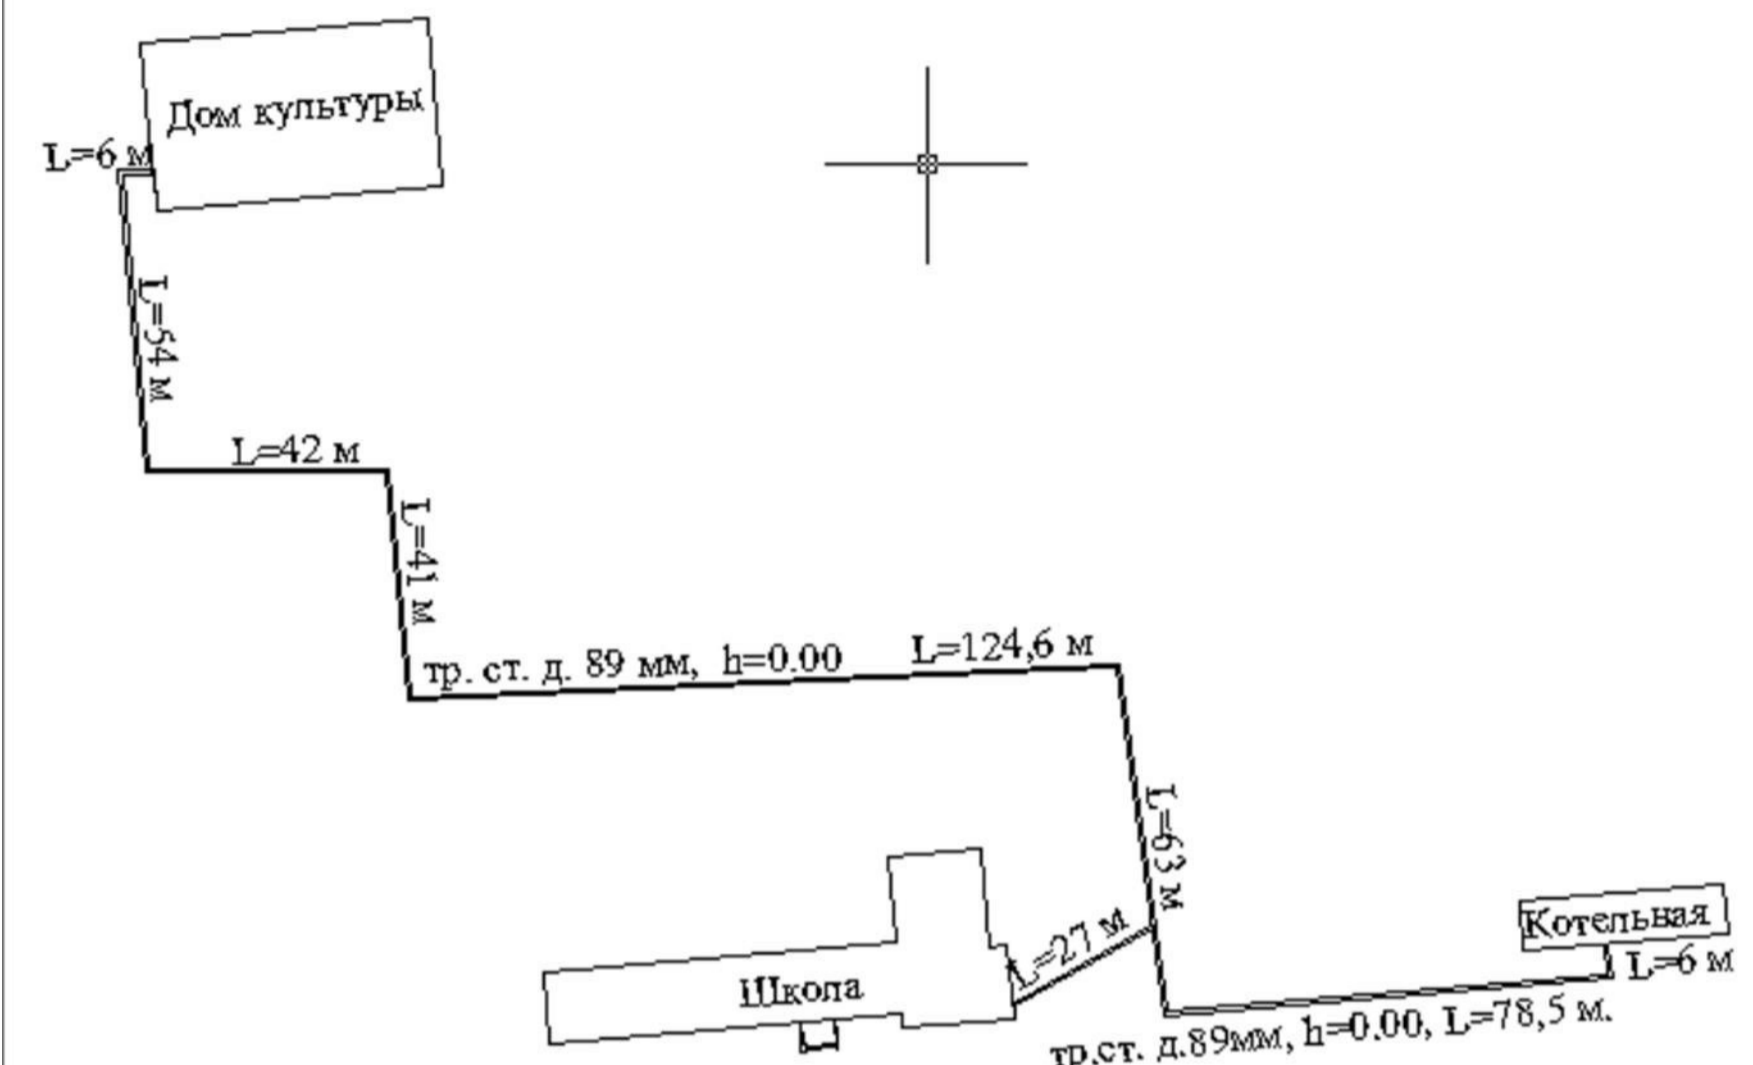 Дом культуры
L=6 м
L=54 м
L=42 м
L=41 м
тр. ст. д. 89 мм, h=0.00 L=124,6 м
L=63 м
L=27 м
Котельная
L=6 м
Школа
тр.ст. д.89мм, h=0.00, L=78,5 м.